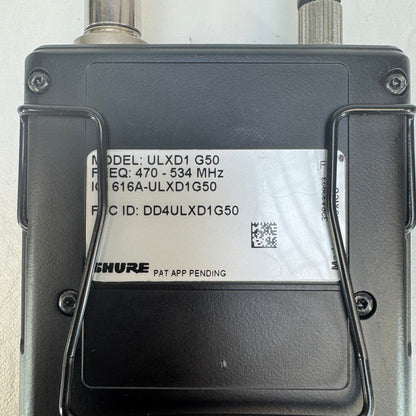 MODEL: ULXD1 G50
FREQ: 470 - 534 MHz
IC: 616A-ULXD1G50
FCC ID: DD4ULXD1G50
SHURE PAT APP PENDING